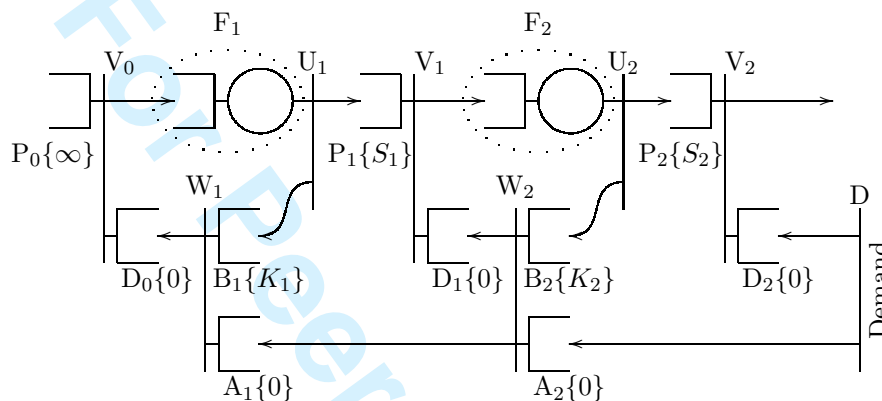 F₁ F₂
V₀ U₁ V₁ U₂ V₂
P₀{∞} P₁{S₁} P₂{S₂}
W₁ W₂ D
D₀{0} B₁{K₁} D₁{0} B₂{K₂} D₂{0}
Demand
A₁{0} A₂{0}
For Peer